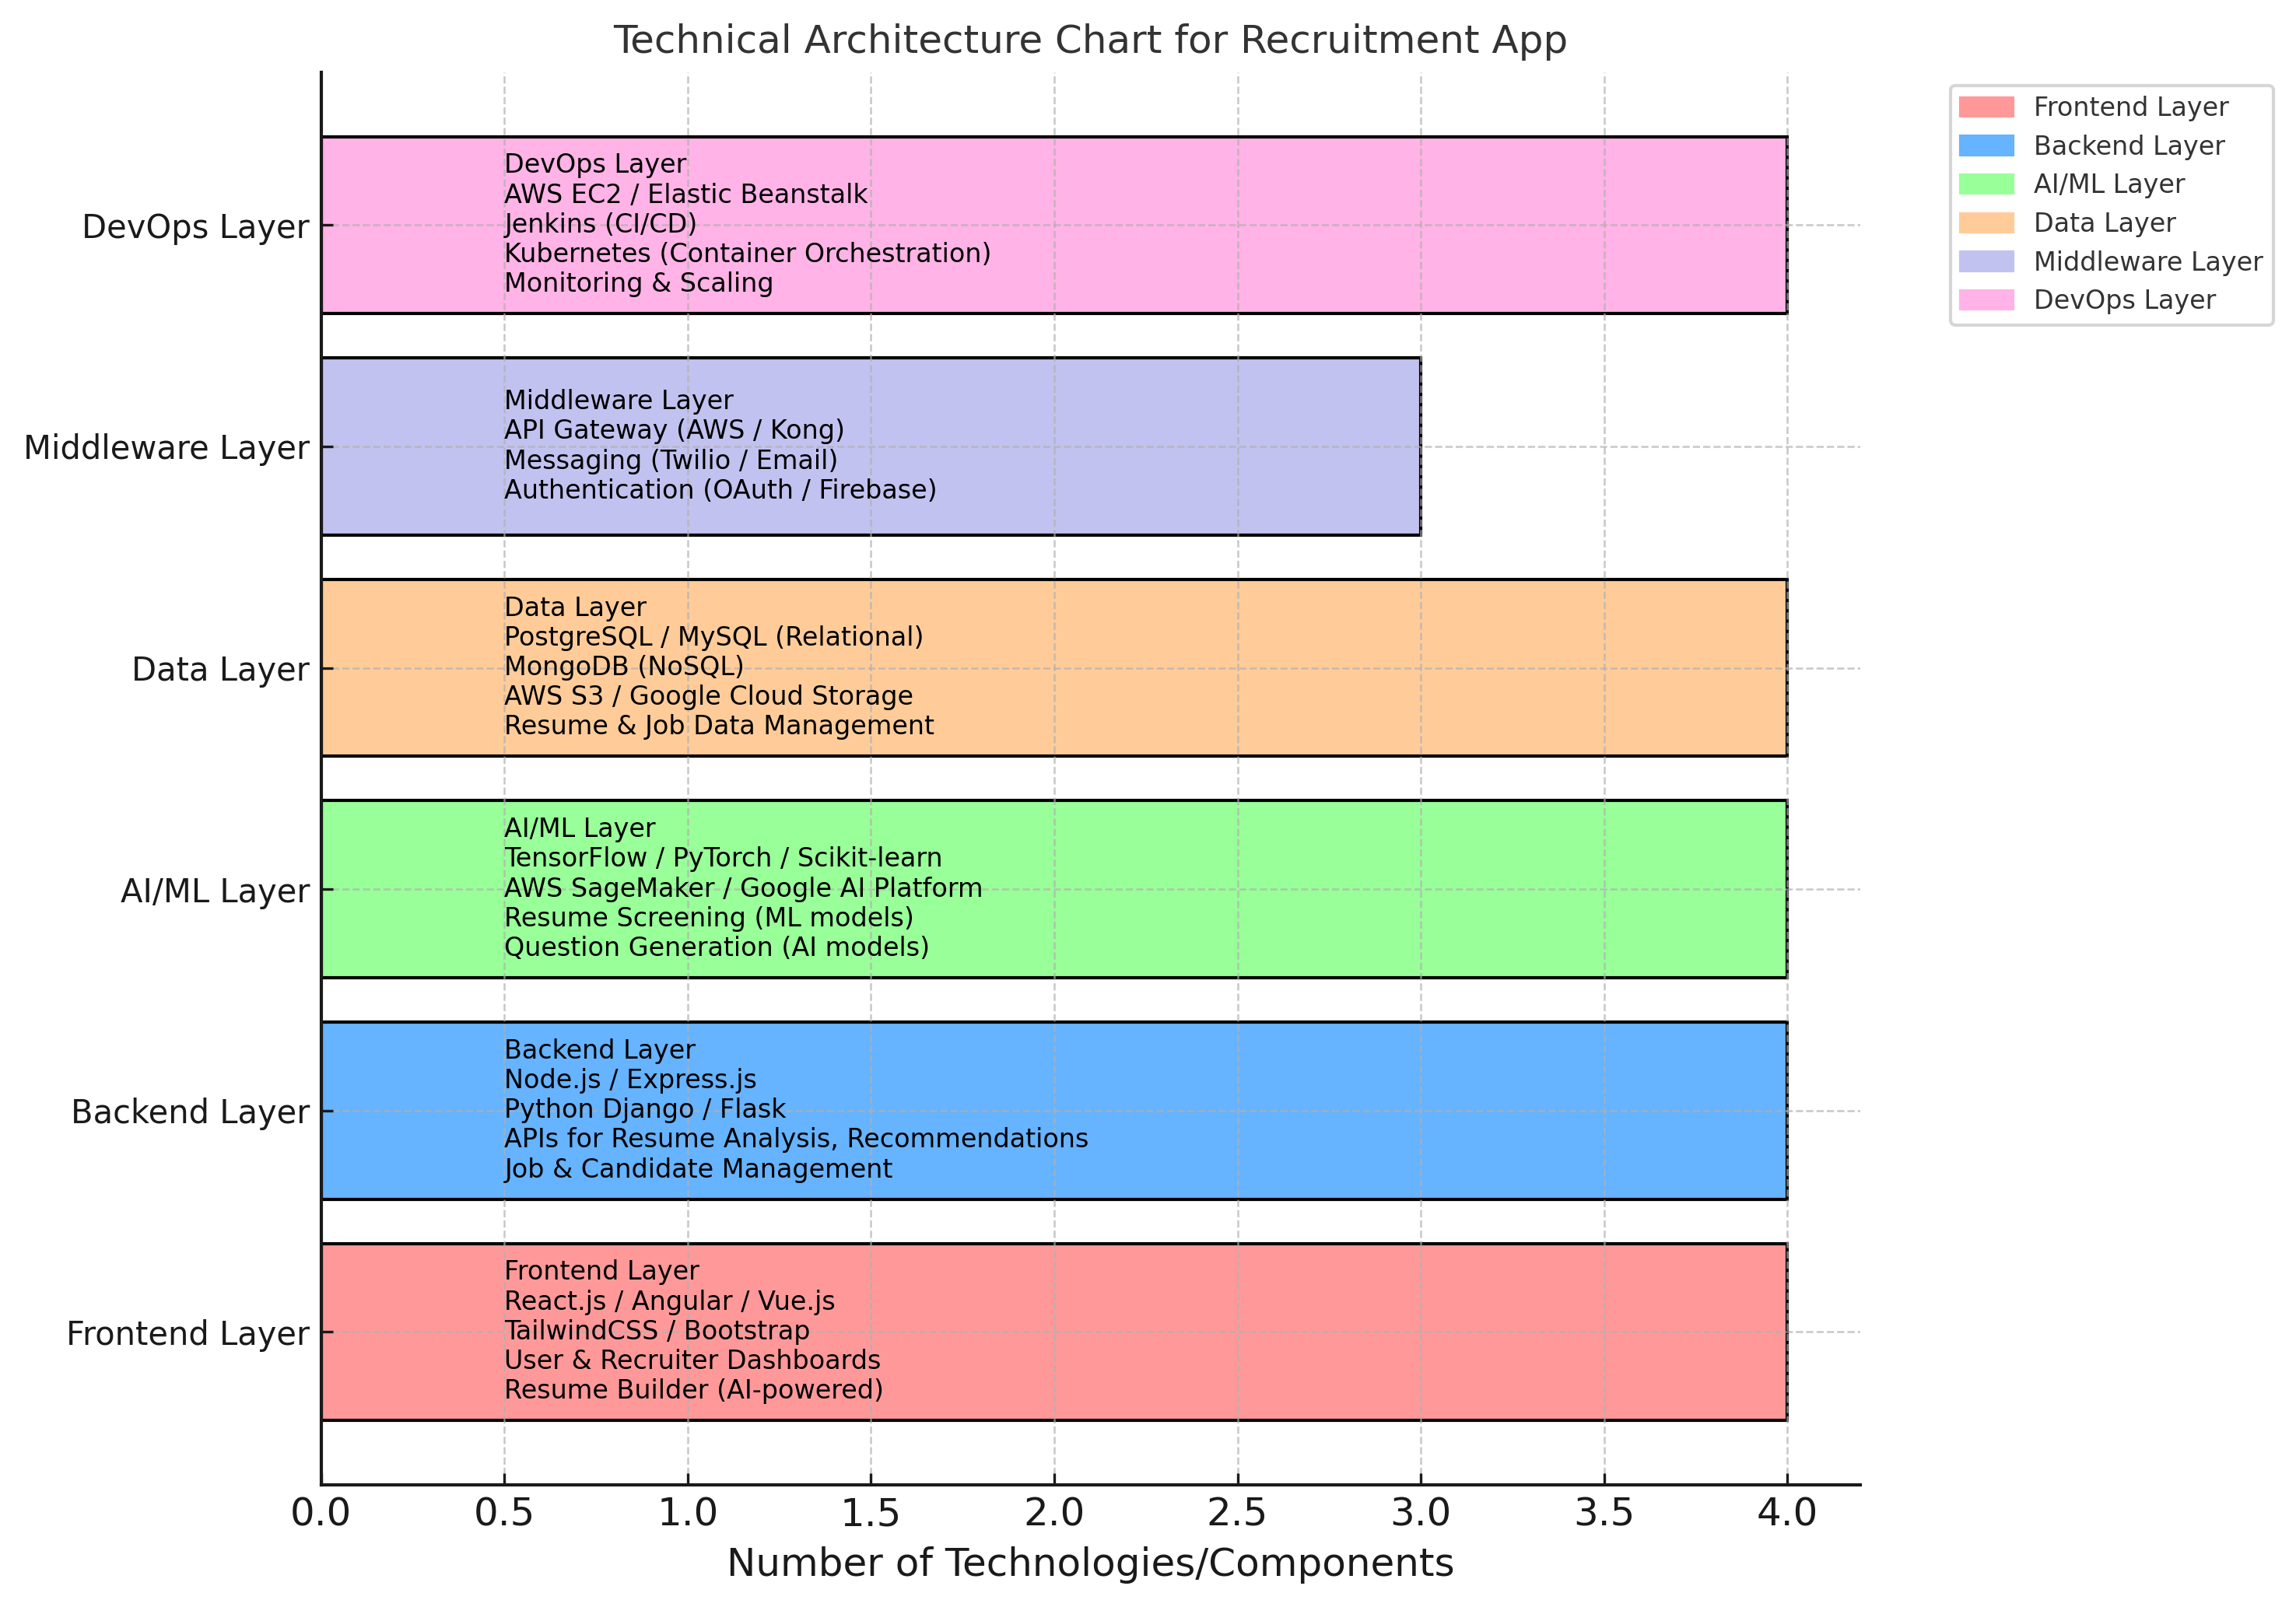 Technical Architecture Chart for Recruitment App
DevOps Layer
DevOps Layer
AWS EC2 / Elastic Beanstalk
Jenkins (CI/CD)
Kubernetes (Container Orchestration)
Monitoring & Scaling
Middleware Layer
Middleware Layer
API Gateway (AWS / Kong)
Messaging (Twilio / Email)
Authentication (OAuth / Firebase)
Data Layer
Data Layer
PostgreSQL / MySQL (Relational)
MongoDB (NoSQL)
AWS S3 / Google Cloud Storage
Resume & Job Data Management
AI/ML Layer
AI/ML Layer
TensorFlow / PyTorch / Scikit-learn
AWS SageMaker / Google AI Platform
Resume Screening (ML models)
Question Generation (AI models)
Backend Layer
Backend Layer
Node.js / Express.js
Python Django / Flask
APIs for Resume Analysis, Recommendations
Job & Candidate Management
Frontend Layer
Frontend Layer
React.js / Angular / Vue.js
TailwindCSS / Bootstrap
User & Recruiter Dashboards
Resume Builder (AI-powered)
0.0 0.5 1.0 1.5 2.0 2.5 3.0 3.5 4.0
Number of Technologies/Components
Frontend Layer
Backend Layer
AI/ML Layer
Data Layer
Middleware Layer
DevOps Layer